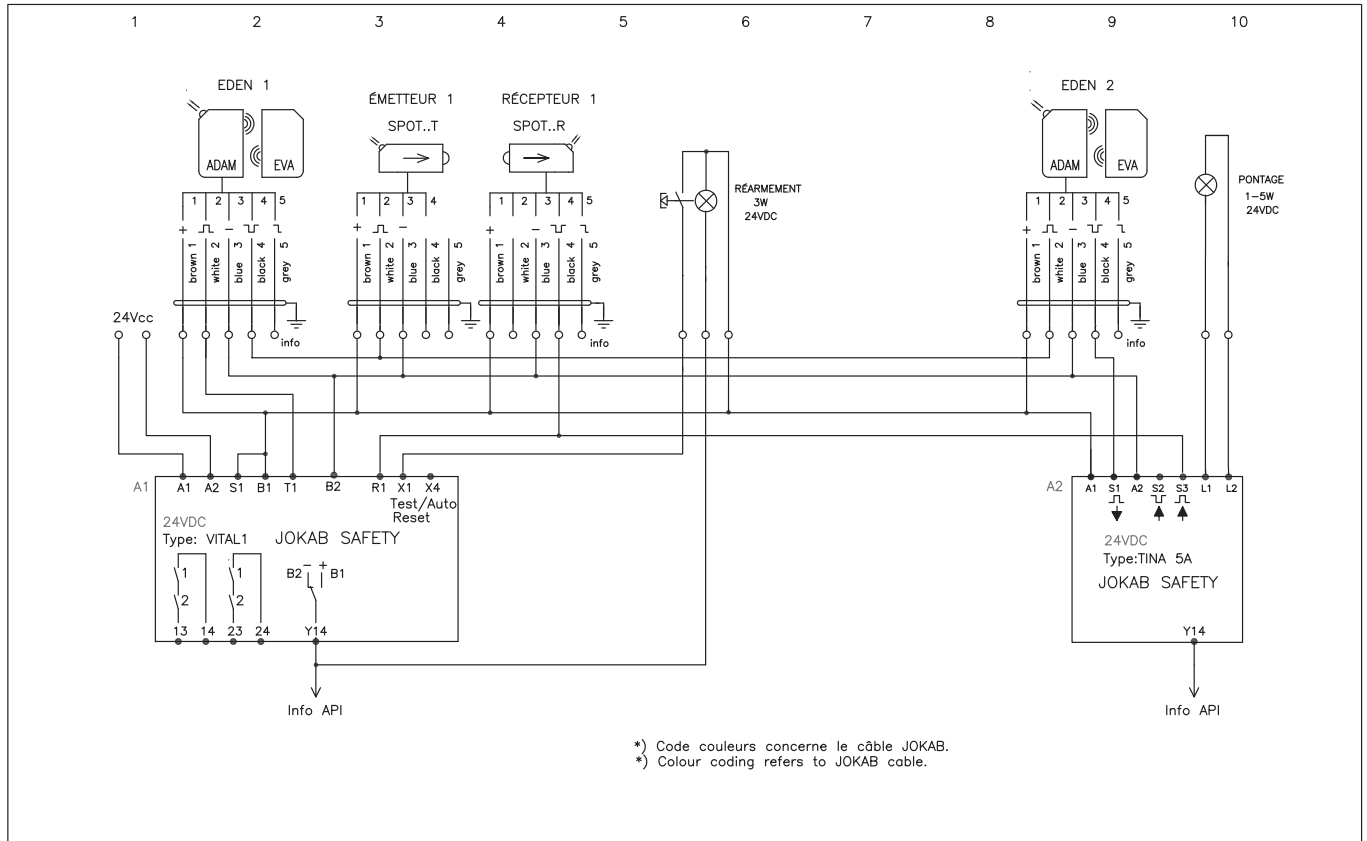 1 2 3 4 5 6 7 8 9 10
EDEN 1
ADAM EVA
ÉMETTEUR 1
SPOT..T
RÉCEPTEUR 1
SPOT..R
EDEN 2
ADAM EVA
RÉARMEMENT
3W
24VDC
PONTAGE
1-5W
24VDC
1 2 3 4 5
+ - 
brown 1
white 2
blue 3
black 4
grey 5
info
1 2 3 4
+ -
brown 1
white 2
blue 3
black 4
grey 5
1 2 3 4 5
+ -
brown 1
white 2
blue 3
black 4
grey 5
info
1 2 3 4 5
+ -
brown 1
white 2
blue 3
black 4
grey 5
info
24Vcc
A1
A1 A2 S1 B1 T1 B2 R1 X1 X4
Test/Auto
Reset
24VDC
Type: VITAL1 JOKAB SAFETY
1 1
2 2
B2 - + B1
13 14 23 24 Y14
Info API
A2
A1 S1 A2 S2 S3 L1 L2
24VDC
Type:TINA 5A
JOKAB SAFETY
Y14
Info API
*) Code couleurs concerne le câble JOKAB.
*) Colour coding refers to JOKAB cable.